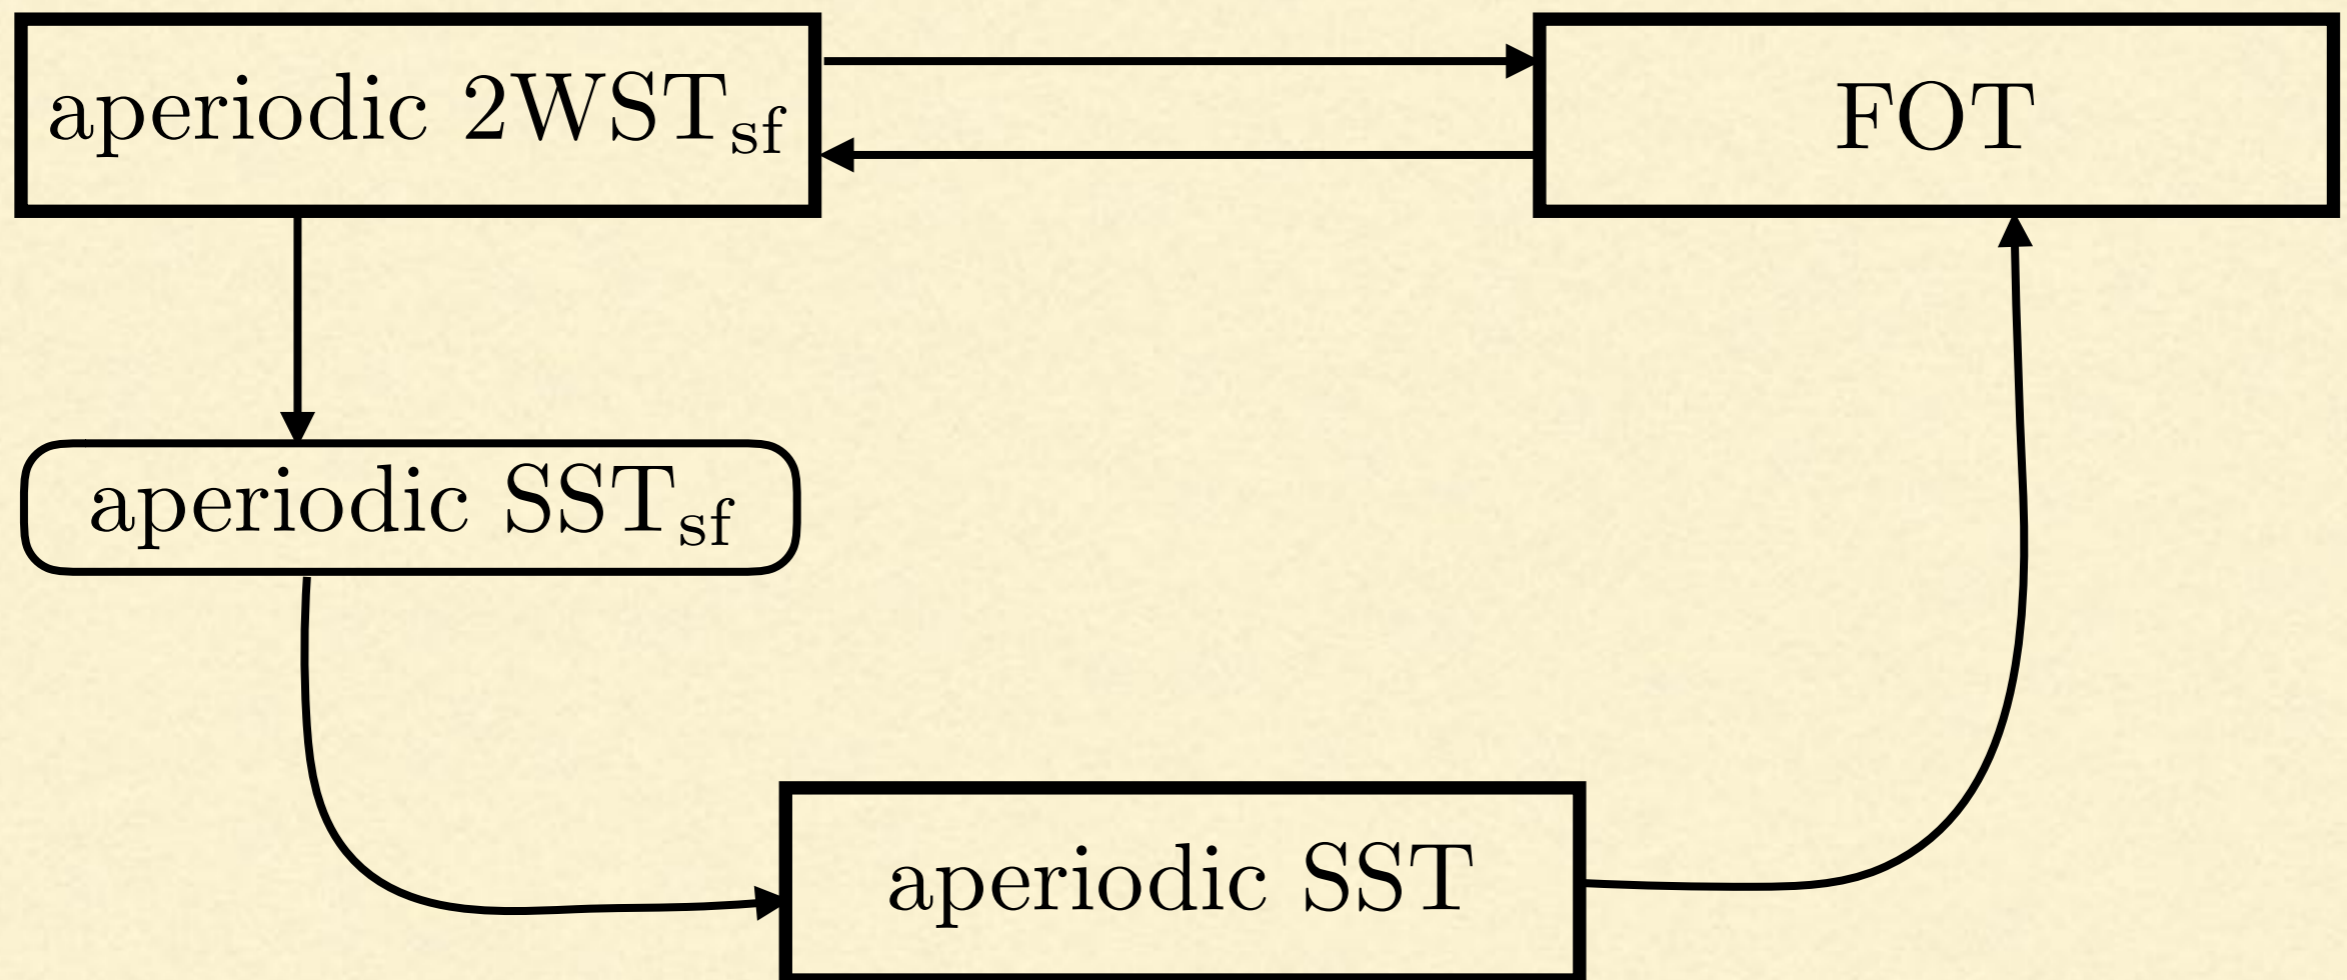 aperiodic 2WST_sf
FOT
aperiodic SST_sf
aperiodic SST